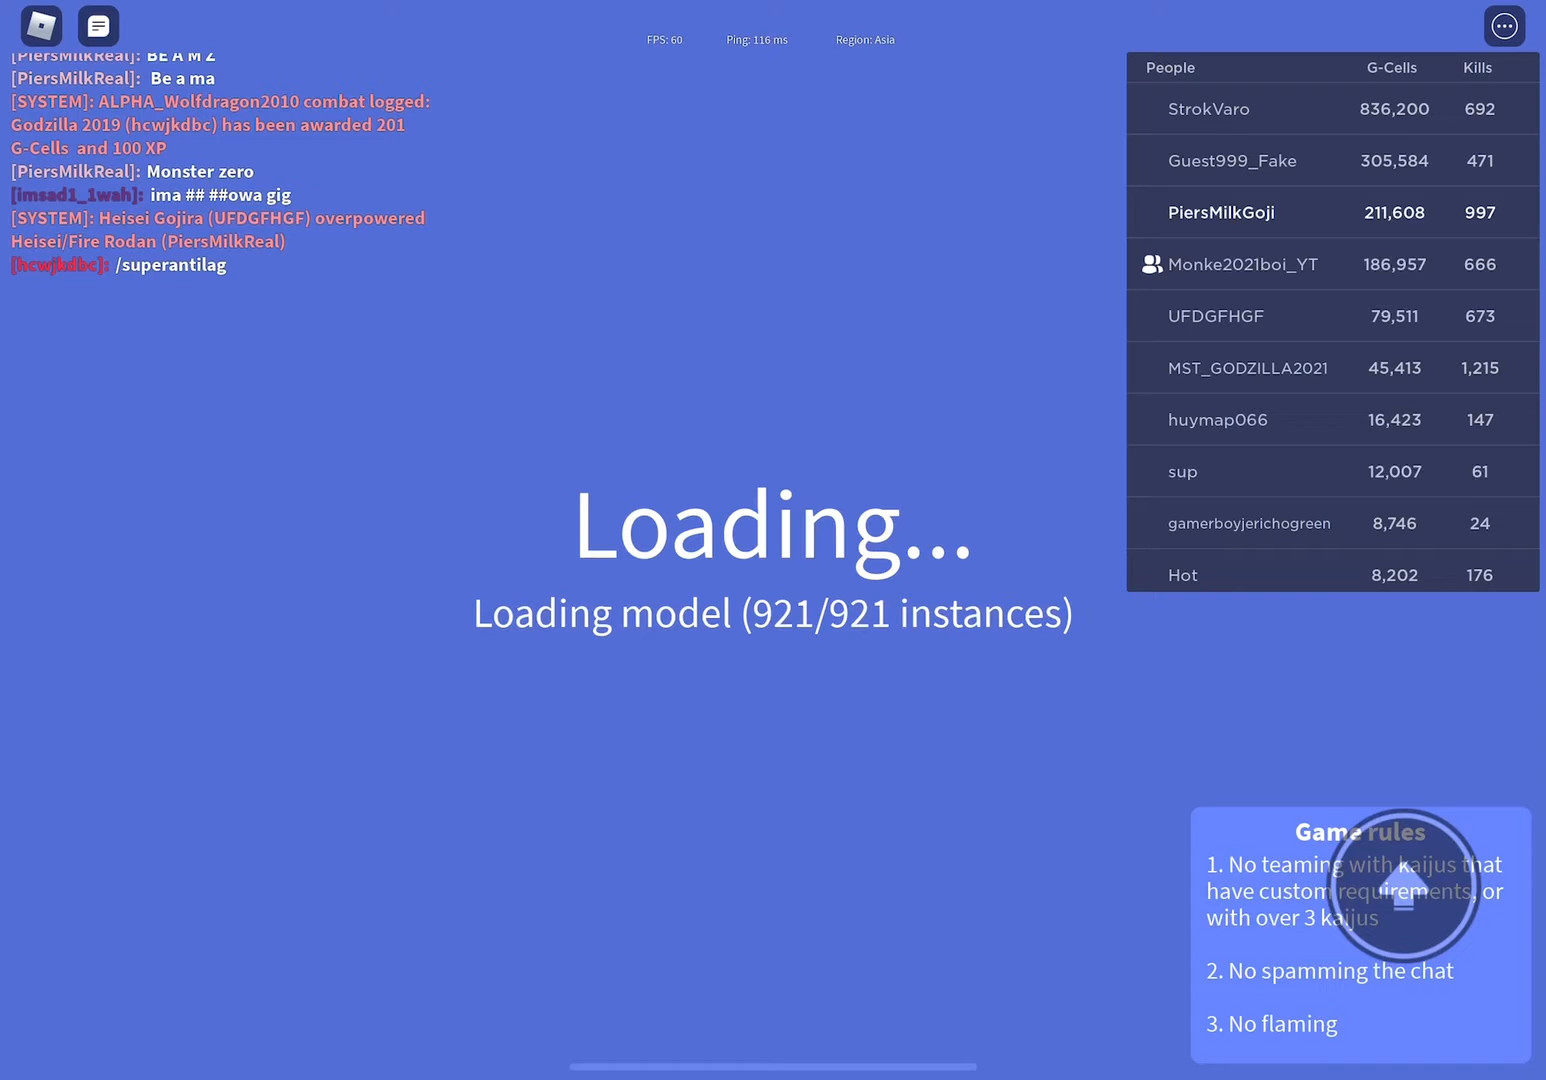 FPS: 60 Ping: 116 ms Region: Asia
[PiersMilkReal]: BE A M Z
[PiersMilkReal]: Be a ma
[SYSTEM]: ALPHA_Wolfdragon2010 combat logged:
Godzilla 2019 (hcwjkdbc) has been awarded 201
G-Cells and 100 XP
[PiersMilkReal]: Monster zero
[imsad1_1wah]: ima ## ##owa gig
[SYSTEM]: Heisei Gojira (UFDGFHGF) overpowered
Heisei/Fire Rodan (PiersMilkReal)
[hcwjkdbc]: /superantilag
People G-Cells Kills
StrokVaro 836,200 692
Guest999_Fake 305,584 471
PiersMilkGoji 211,608 997
Monke2021boi_YT 186,957 666
UFDGFHGF 79,511 673
MST_GODZILLA2021 45,413 1,215
huymap066 16,423 147
sup 12,007 61
gamerboyjerichogreen 8,746 24
Hot 8,202 176
Loading...
Loading model (921/921 instances)
Game rules
1. No teaming with kaijus that
have custom requirements, or
with over 3 kaijus
2. No spamming the chat
3. No flaming